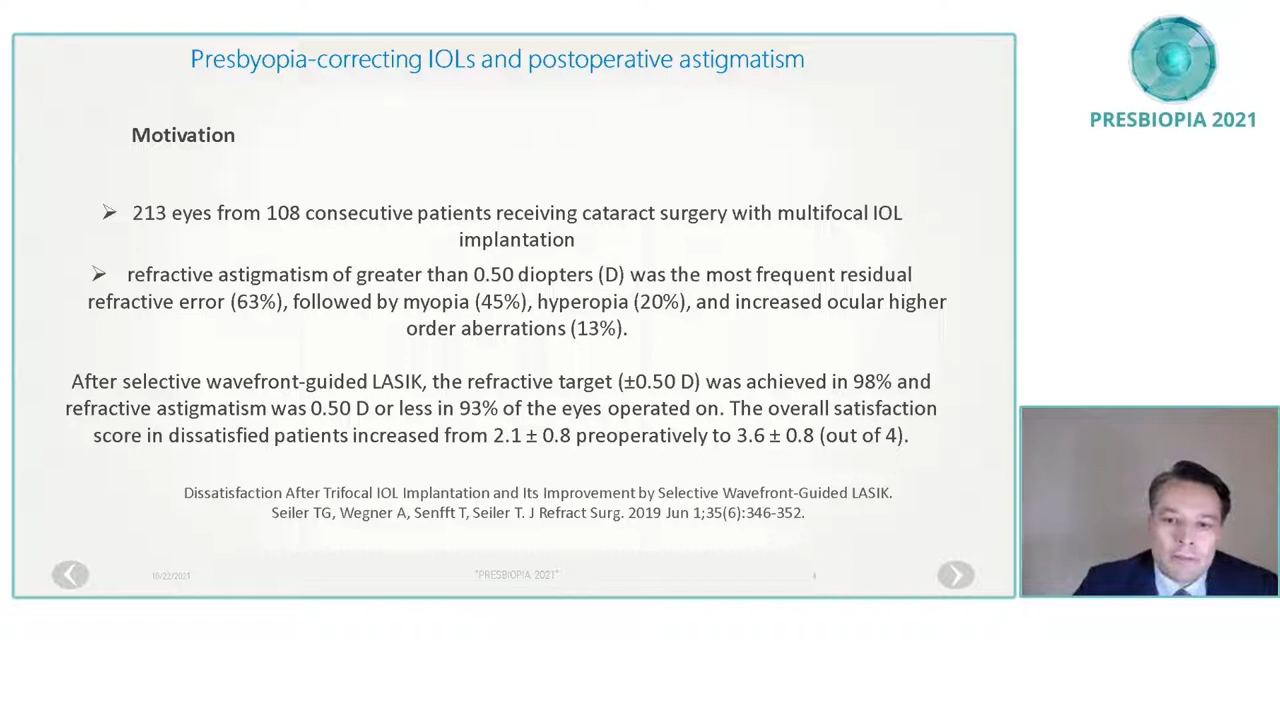 Presbyopia-correcting IOLs and postoperative astigmatism
PRESBIOPIA 2021
Motivation
➢ 213 eyes from 108 consecutive patients receiving cataract surgery with multifocal IOL
implantation
➢ refractive astigmatism of greater than 0.50 diopters (D) was the most frequent residual
refractive error (63%), followed by myopia (45%), hyperopia (20%), and increased ocular higher
order aberrations (13%).
After selective wavefront-guided LASIK, the refractive target (±0.50 D) was achieved in 98% and
refractive astigmatism was 0.50 D or less in 93% of the eyes operated on. The overall satisfaction
score in dissatisfied patients increased from 2.1 ± 0.8 preoperatively to 3.6 ± 0.8 (out of 4).
Dissatisfaction After Trifocal IOL Implantation and Its Improvement by Selective Wavefront-Guided LASIK.
Seiler TG, Wegner A, Senfft T, Seiler T. J Refract Surg. 2019 Jun 1;35(6):346-352.
10/22/2021
"PRESBIOPIA 2021"